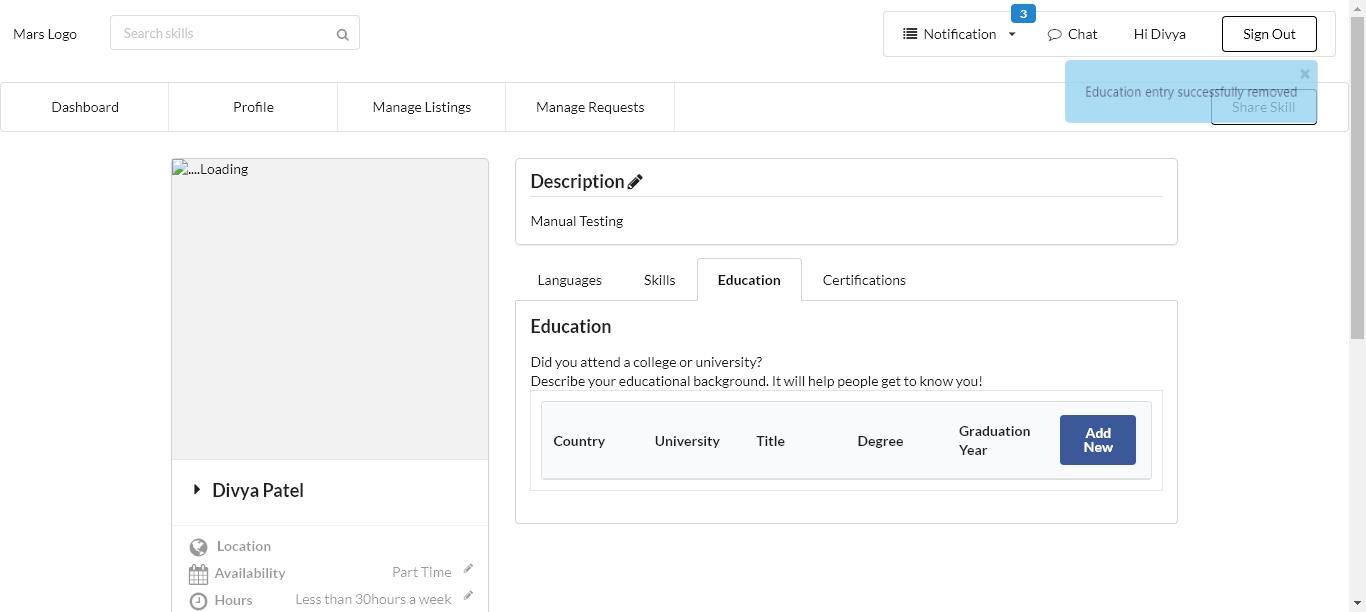 Mars Logo
Search skills
3
Notification
Chat
Hi Divya
Sign Out
Dashboard
Profile
Manage Listings
Manage Requests
Education entry successfully removed
Share Skill
....Loading
Description
Manual Testing
Languages
Skills
Education
Certifications
Education
Did you attend a college or university?
Describe your educational background. It will help people get to know you!
Country
University
Title
Degree
Graduation
Year
Add
New
Divya Patel
Location
Availability
Part Time
Hours
Less than 30hours a week